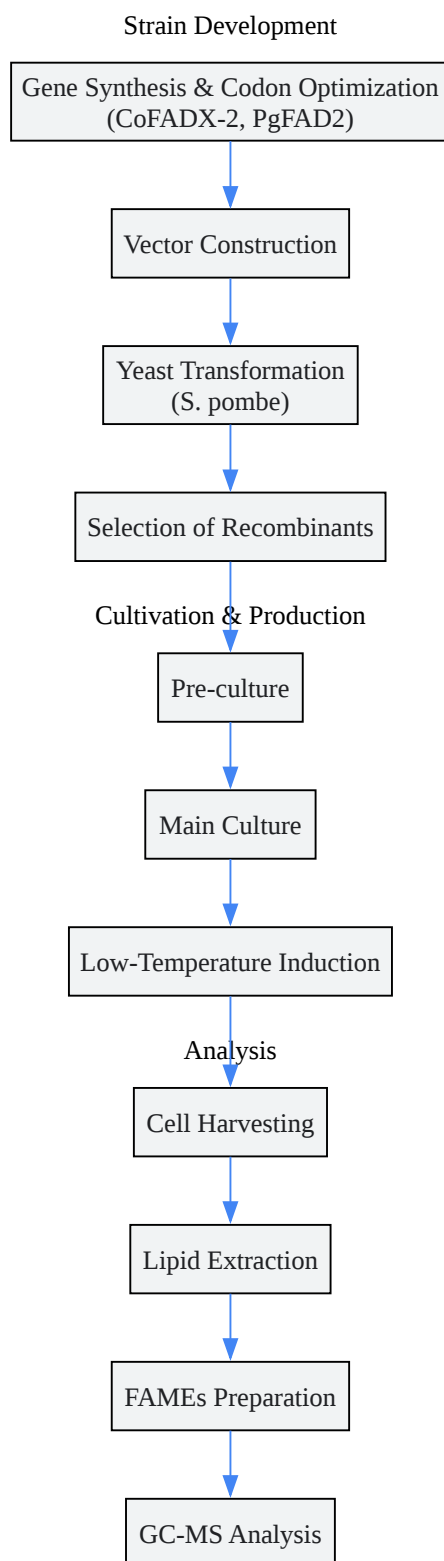 Strain Development
Gene Synthesis & Codon Optimization
(CoFADX-2, PgFAD2)
Vector Construction
Yeast Transformation
(S. pombe)
Selection of Recombinants
Cultivation & Production
Pre-culture
Main Culture
Low-Temperature Induction
Analysis
Cell Harvesting
Lipid Extraction
FAMEs Preparation
GC-MS Analysis